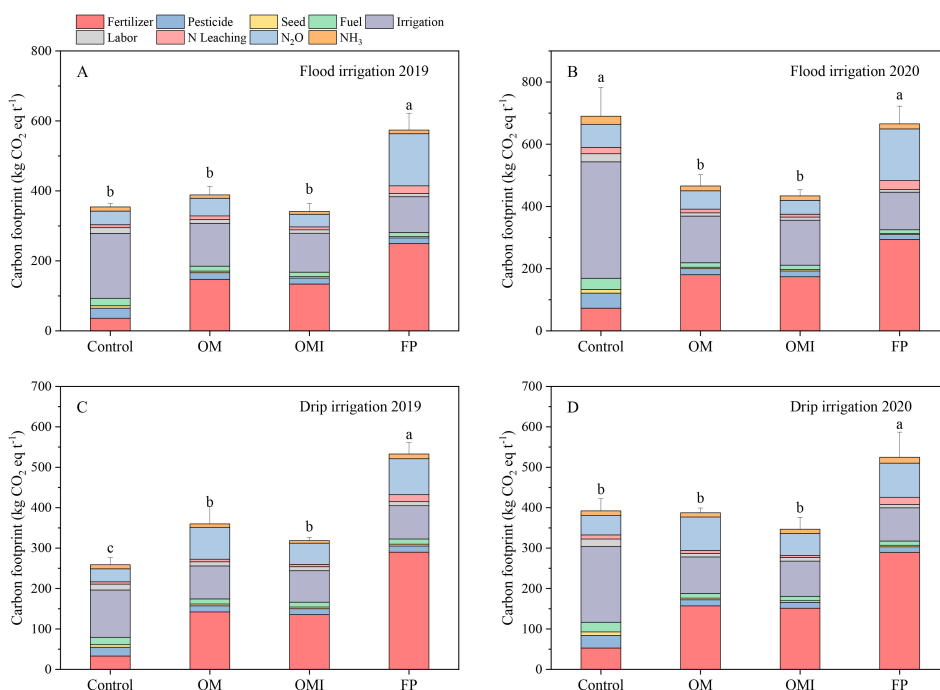 Fertilizer Pesticide Seed Fuel Irrigation
Labor N Leaching N₂O NH₃
A Flood irrigation 2019
Carbon footprint (kg CO₂ eq t⁻¹)
800
600
400
200
0
b b b a
Control OM OMI FP
B Flood irrigation 2020
Carbon footprint (kg CO₂ eq t⁻¹)
800
600
400
200
0
a b b a
Control OM OMI FP
C Drip irrigation 2019
Carbon footprint (kg CO₂ eq t⁻¹)
700
600
500
400
300
200
100
0
c b b a
Control OM OMI FP
D Drip irrigation 2020
Carbon footprint (kg CO₂ eq t⁻¹)
700
600
500
400
300
200
100
0
b b b a
Control OM OMI FP